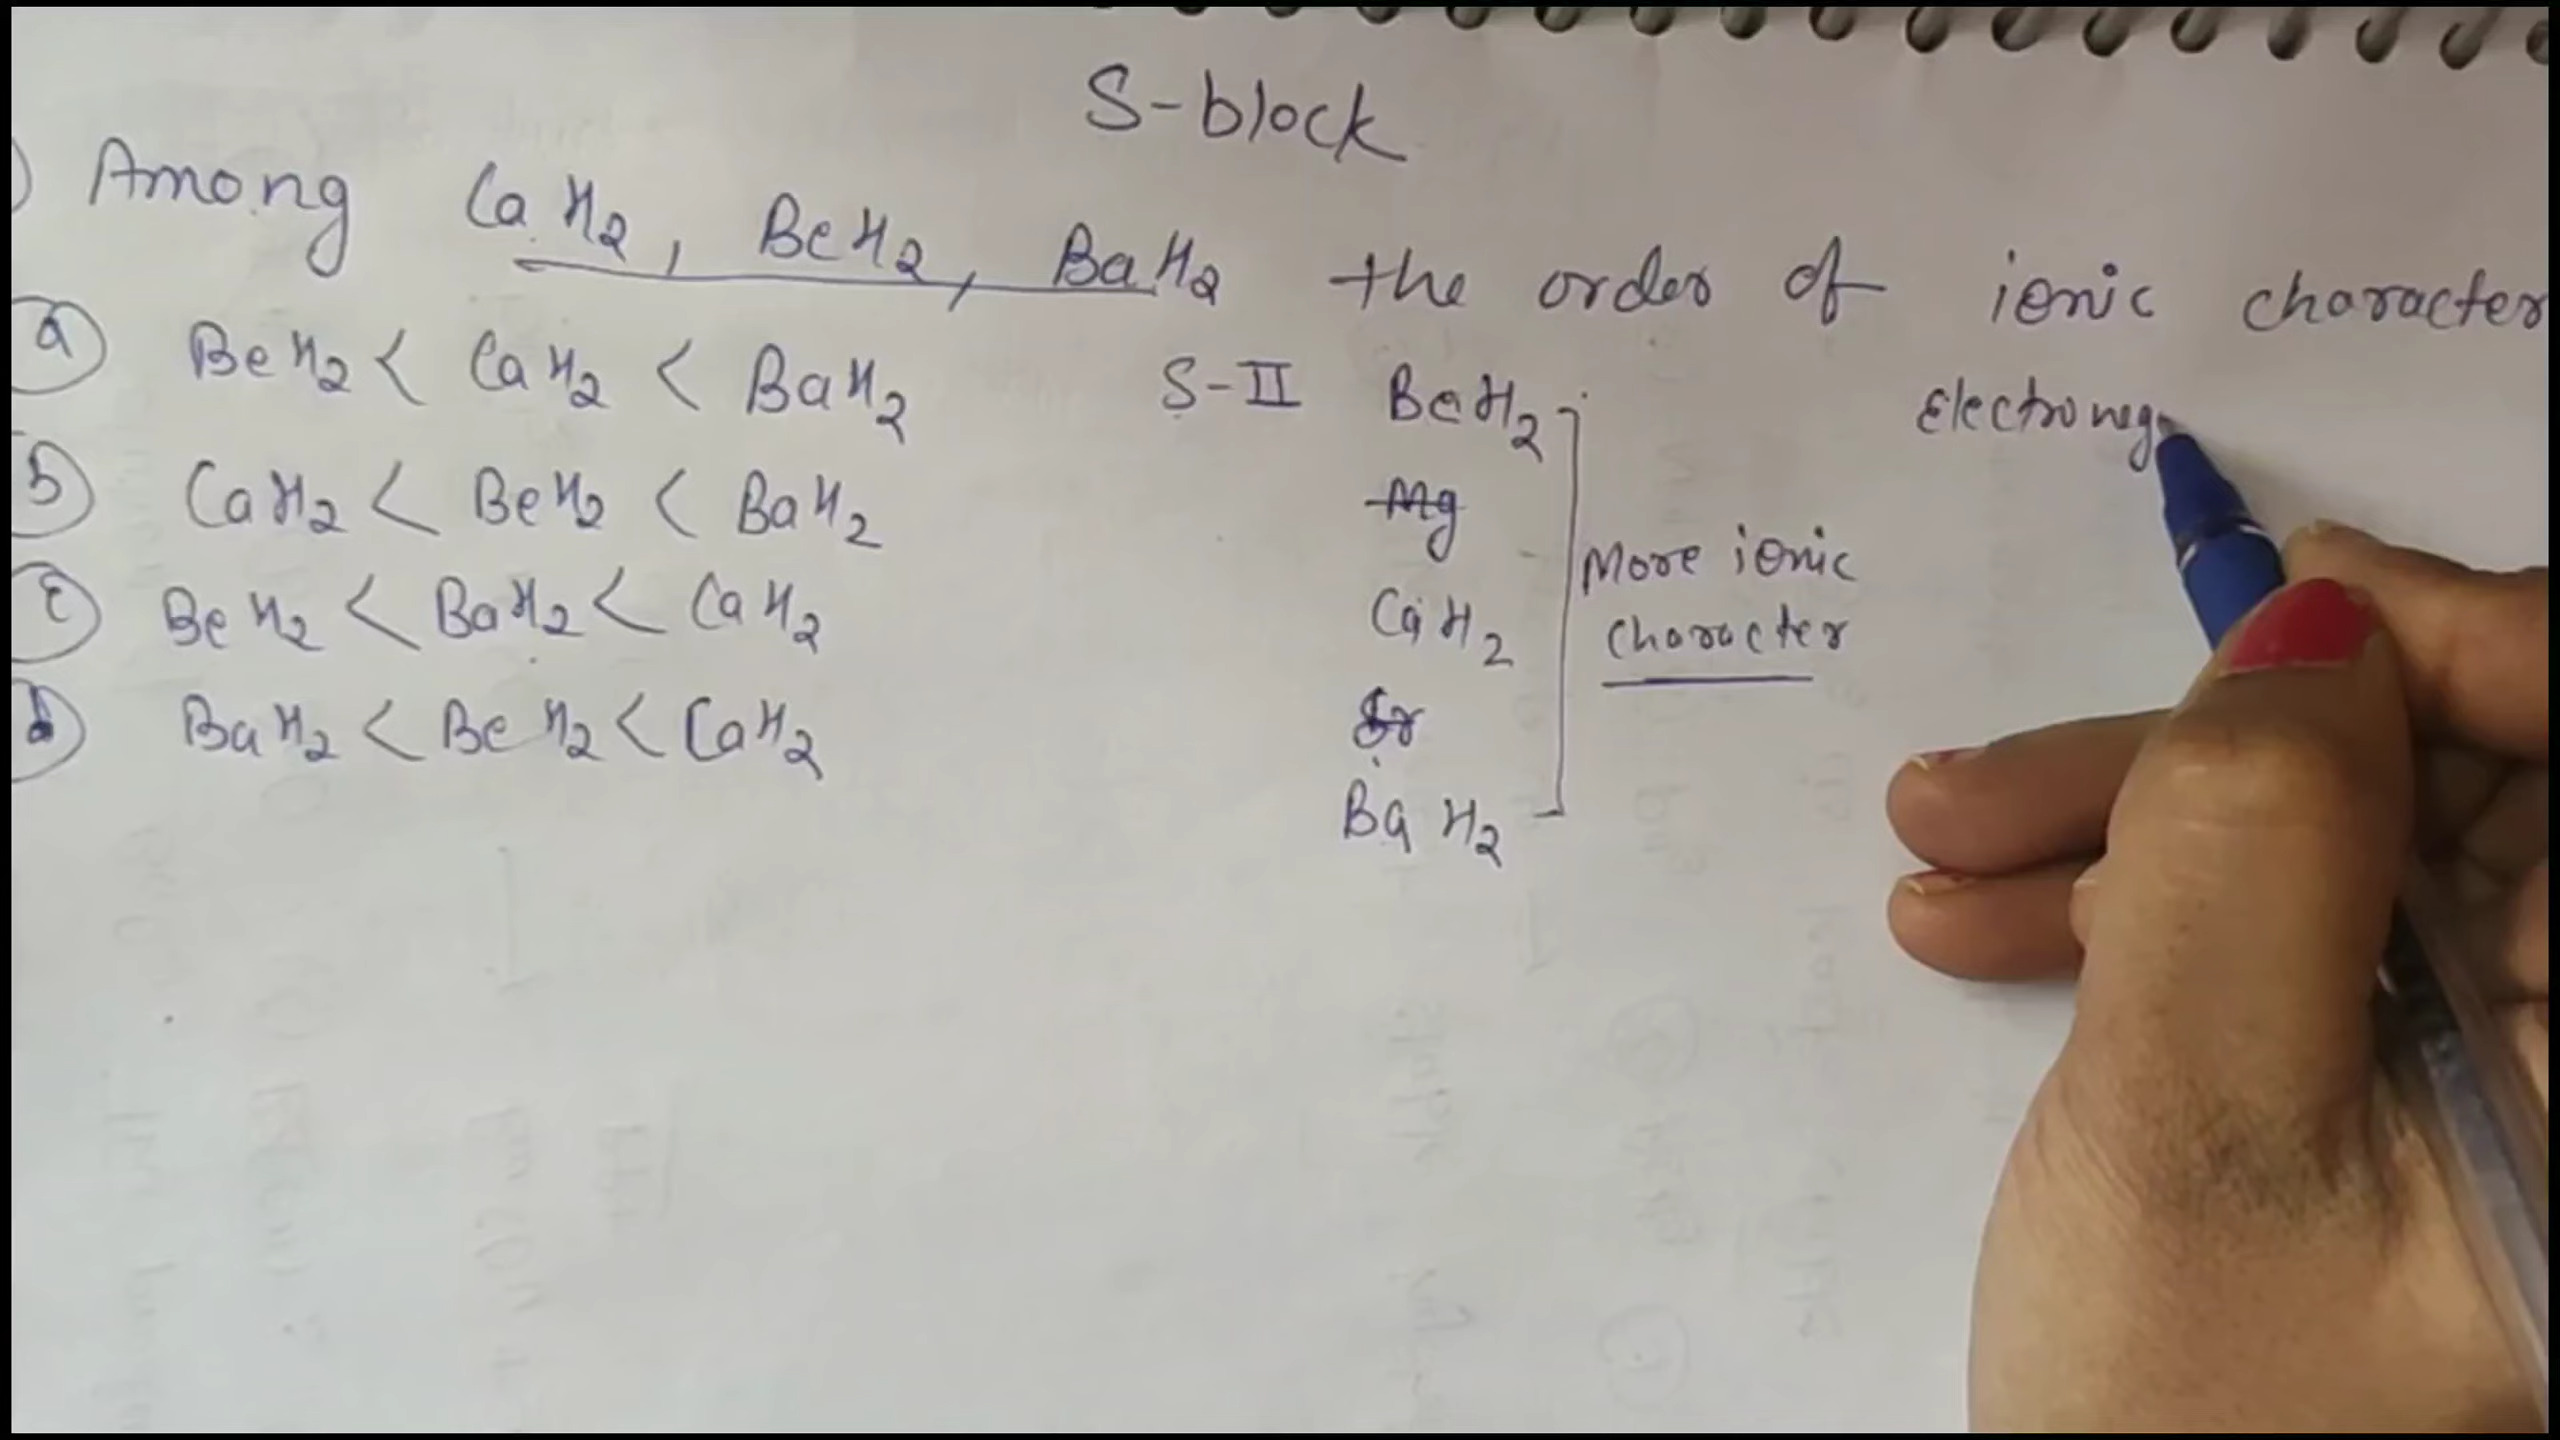 S-block
Among CaH2, BeH2, BaH2 the order of ionic character
a BeH2 < CaH2 < BaH2
b CaH2 < BeH2 < BaH2
c BeH2 < BaH2 < CaH2
d BaH2 < BeH2 < CaH2
S-II BeH2
Mg
CaH2
Sr
BaH2
More ionic
character
Electroneg